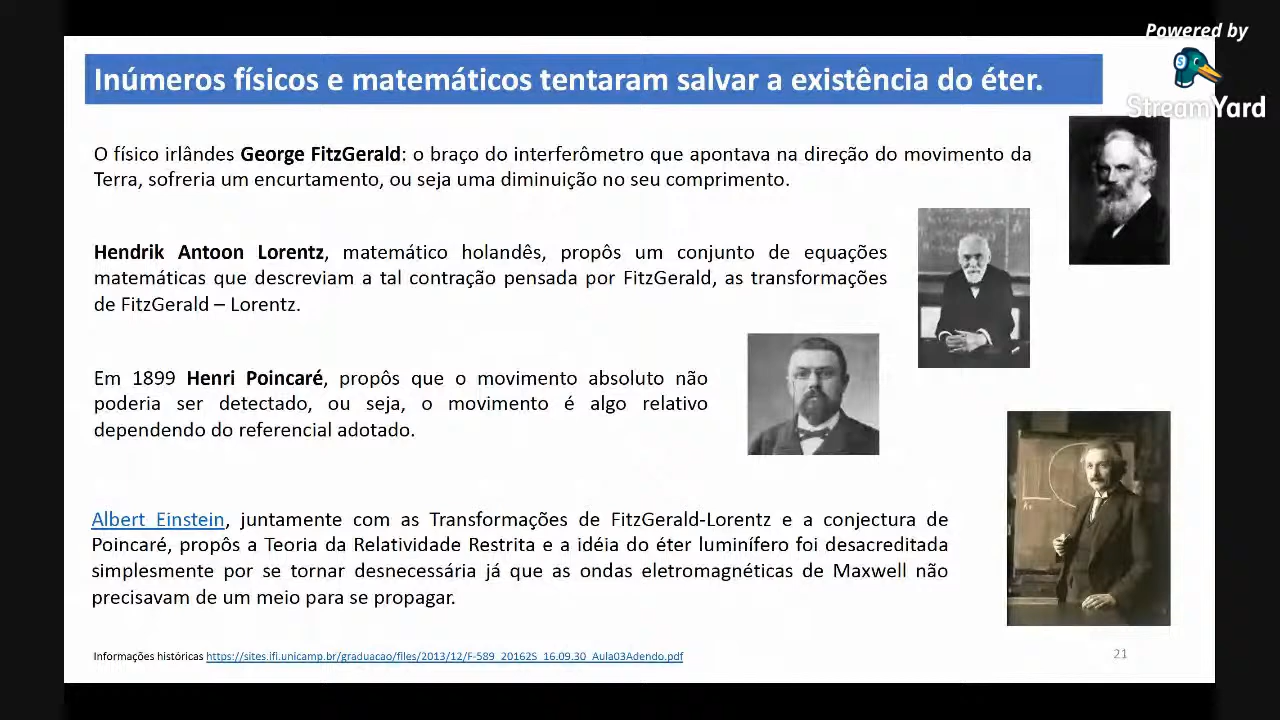 Powered by
StreamYard
Inúmeros físicos e matemáticos tentaram salvar a existência do éter.
O físico irlândes George FitzGerald: o braço do interferômetro que apontava na direção do movimento da
Terra, sofreria um encurtamento, ou seja uma diminuição no seu comprimento.
Hendrik Antoon Lorentz, matemático holandês, propôs um conjunto de equações
matemáticas que descreviam a tal contração pensada por FitzGerald, as transformações
de FitzGerald – Lorentz.
Em 1899 Henri Poincaré, propôs que o movimento absoluto não
poderia ser detectado, ou seja, o movimento é algo relativo
dependendo do referencial adotado.
Albert Einstein, juntamente com as Transformações de FitzGerald-Lorentz e a conjectura de
Poincaré, propôs a Teoria da Relatividade Restrita e a idéia do éter luminífero foi desacreditada
simplesmente por se tornar desnecessária já que as ondas eletromagnéticas de Maxwell não
precisavam de um meio para se propagar.
Informações históricas https://sites.ifi.unicamp.br/graduacao/files/2013/12/F-589_20162S_16.09.30_Aula03Adendo.pdf
21